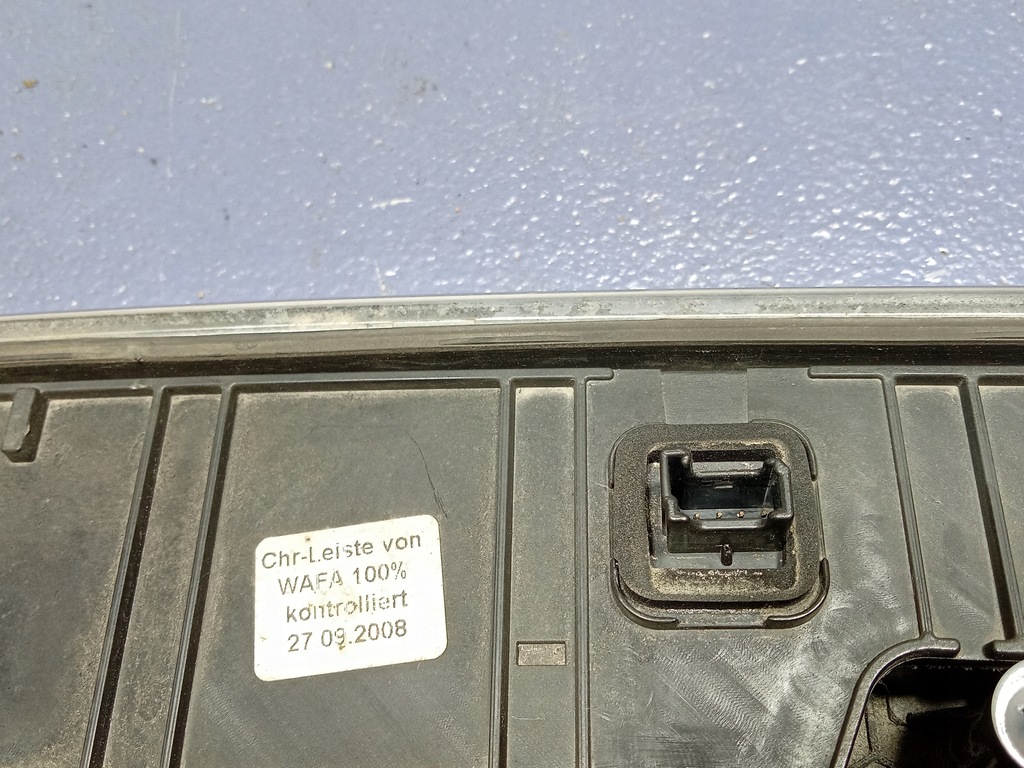 Chr-Leiste von
WAFA 100%
kontrolliert
27.09.2008